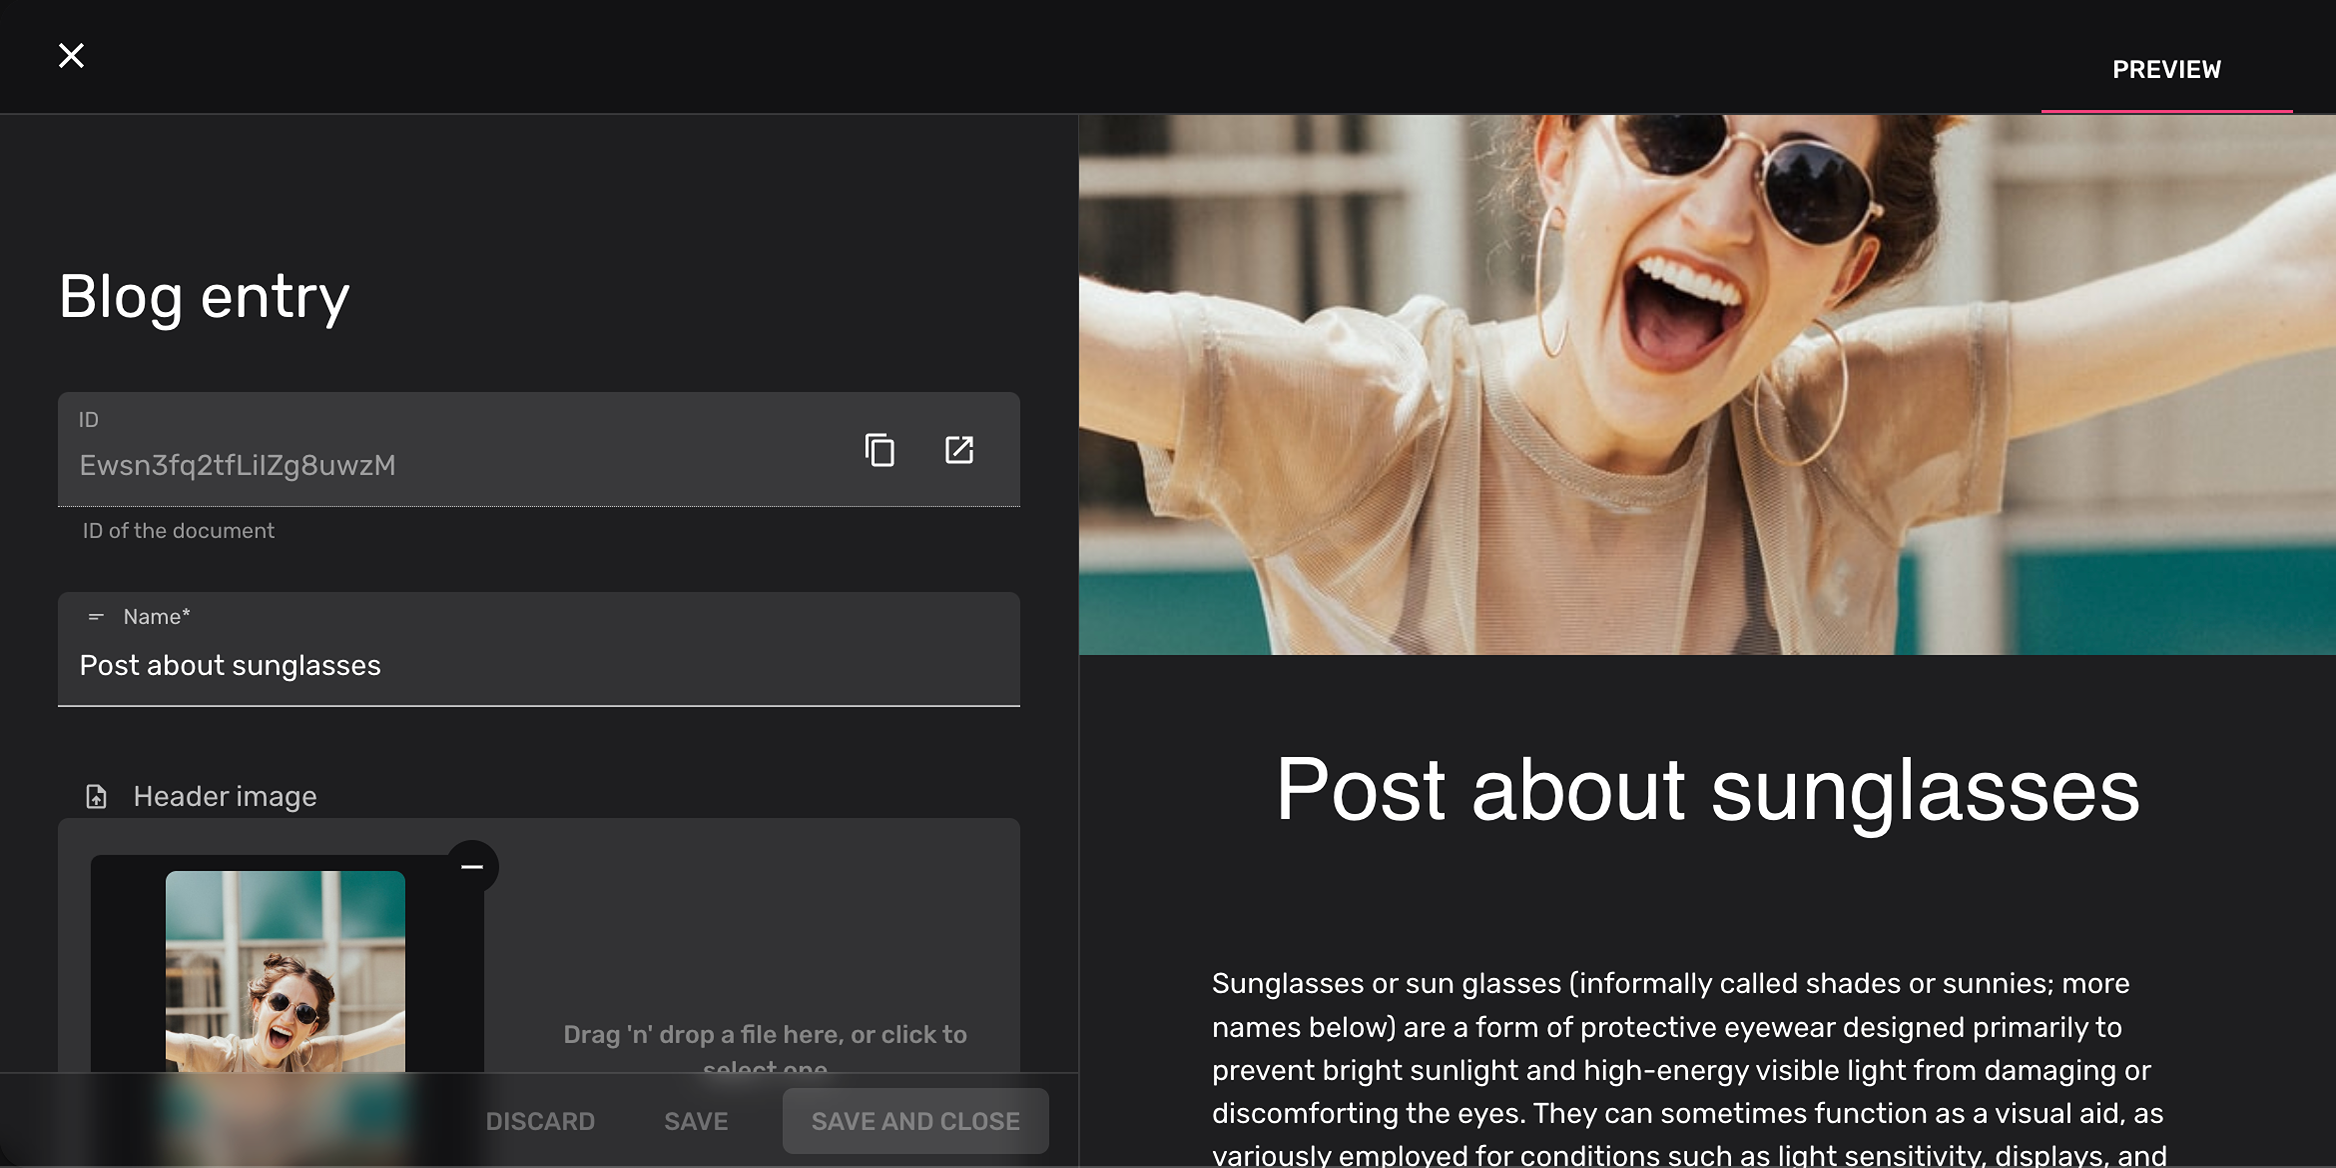 PREVIEW
Blog entry
ID
Ewsn3fq2tfLiIZg8uwzM
ID of the document
Name*
Post about sunglasses
Header image
Drag 'n' drop a file here, or click to
select one
DISCARD
SAVE
SAVE AND CLOSE
Post about sunglasses
Sunglasses or sun glasses (informally called shades or sunnies; more
names below) are a form of protective eyewear designed primarily to
prevent bright sunlight and high-energy visible light from damaging or
discomforting the eyes. They can sometimes function as a visual aid, as
variously employed for conditions such as light sensitivity, displays, and